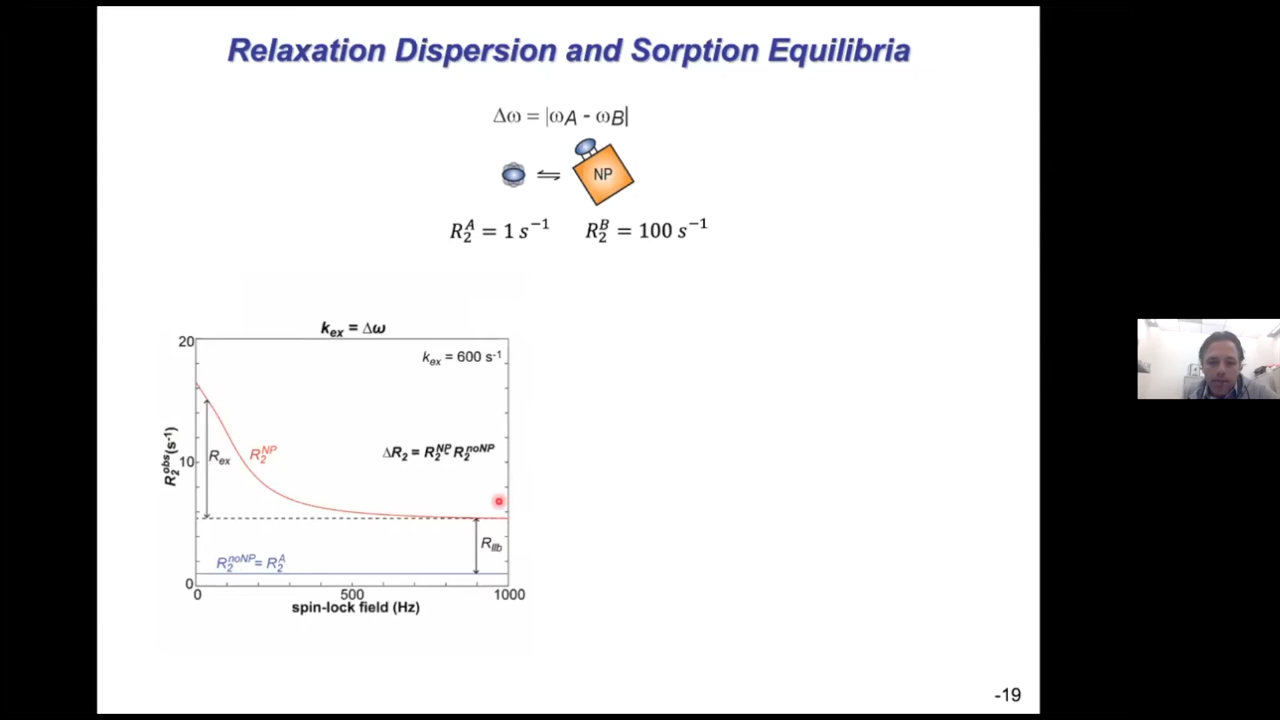 Relaxation Dispersion and Sorption Equilibria
Δω = |ωA - ωB|
⇌ NP
R₂ᴬ = 1 s⁻¹ R₂ᴮ = 100 s⁻¹
kₑₓ = Δω
20
kₑₓ = 600 s⁻¹
R₂ᵒᵇˢ(s⁻¹)
Rₑₓ
R₂ᴺᴾ
ΔR₂ = R₂ᴺᴾ- R₂ⁿᵒᴺᴾ
10
R_IIb
R₂ⁿᵒᴺᴾ= R₂ᴬ
0
0 500 1000
spin-lock field (Hz)
-19